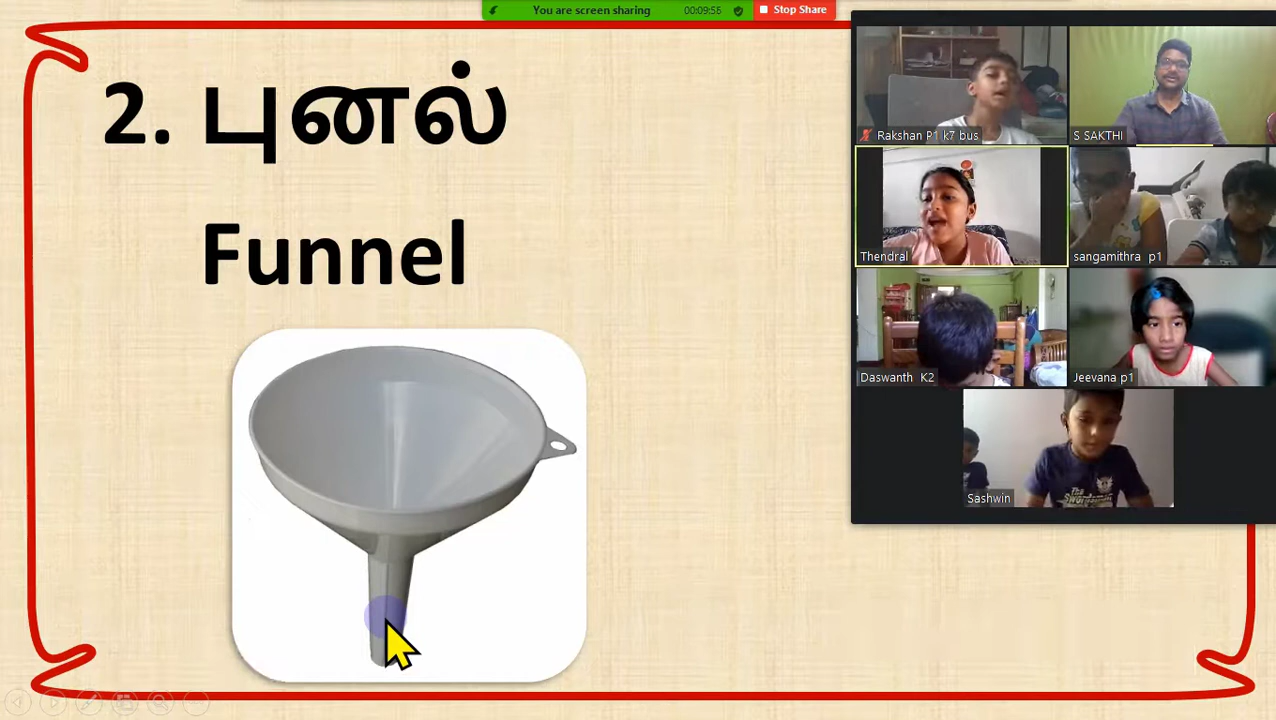 You are screen sharing 00:09:56 Stop Share
2. புனல்
Funnel
Rakshan P1 k7 bus
S SAKTHI
Thendral
sangamithra p1
Daswanth K2
Jeevana p1
Sashwin